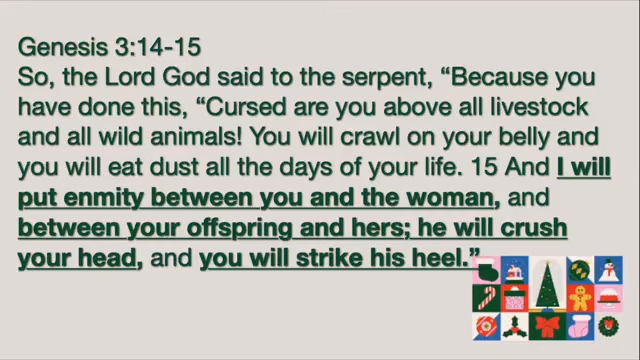 Genesis 3:14-15
So, the Lord God said to the serpent, “Because you
have done this, “Cursed are you above all livestock
and all wild animals! You will crawl on your belly and
you will eat dust all the days of your life. 15 And I will
put enmity between you and the woman, and
between your offspring and hers; he will crush
your head, and you will strike his heel.”